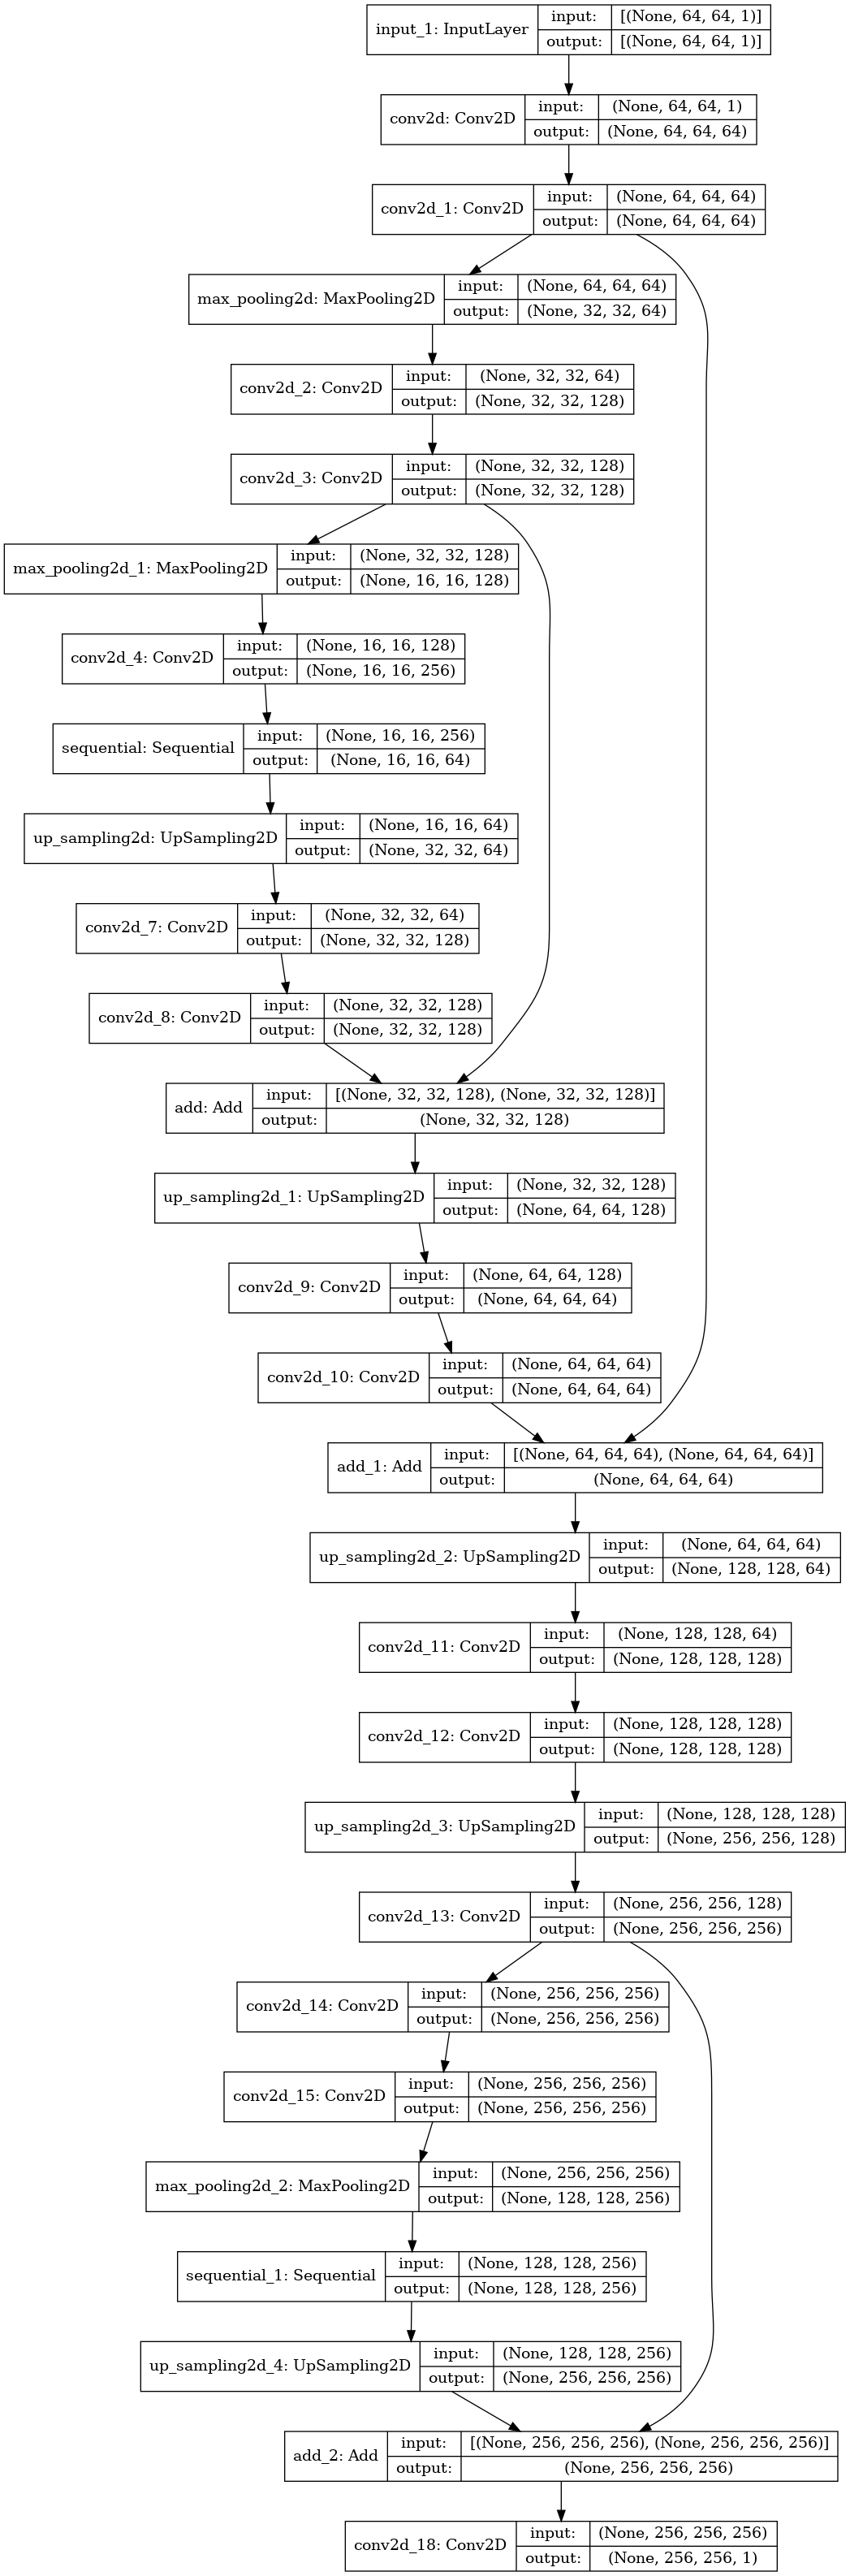 input_1: InputLayer
input: [(None, 64, 64, 1)]
output: [(None, 64, 64, 1)]
conv2d: Conv2D
input: (None, 64, 64, 1)
output: (None, 64, 64, 64)
conv2d_1: Conv2D
input: (None, 64, 64, 64)
output: (None, 64, 64, 64)
max_pooling2d: MaxPooling2D
input: (None, 64, 64, 64)
output: (None, 32, 32, 64)
conv2d_2: Conv2D
input: (None, 32, 32, 64)
output: (None, 32, 32, 128)
conv2d_3: Conv2D
input: (None, 32, 32, 128)
output: (None, 32, 32, 128)
max_pooling2d_1: MaxPooling2D
input: (None, 32, 32, 128)
output: (None, 16, 16, 128)
conv2d_4: Conv2D
input: (None, 16, 16, 128)
output: (None, 16, 16, 256)
sequential: Sequential
input: (None, 16, 16, 256)
output: (None, 16, 16, 64)
up_sampling2d: UpSampling2D
input: (None, 16, 16, 64)
output: (None, 32, 32, 64)
conv2d_7: Conv2D
input: (None, 32, 32, 64)
output: (None, 32, 32, 128)
conv2d_8: Conv2D
input: (None, 32, 32, 128)
output: (None, 32, 32, 128)
add: Add
input: [(None, 32, 32, 128), (None, 32, 32, 128)]
output: (None, 32, 32, 128)
up_sampling2d_1: UpSampling2D
input: (None, 32, 32, 128)
output: (None, 64, 64, 128)
conv2d_9: Conv2D
input: (None, 64, 64, 128)
output: (None, 64, 64, 64)
conv2d_10: Conv2D
input: (None, 64, 64, 64)
output: (None, 64, 64, 64)
add_1: Add
input: [(None, 64, 64, 64), (None, 64, 64, 64)]
output: (None, 64, 64, 64)
up_sampling2d_2: UpSampling2D
input: (None, 64, 64, 64)
output: (None, 128, 128, 64)
conv2d_11: Conv2D
input: (None, 128, 128, 64)
output: (None, 128, 128, 128)
conv2d_12: Conv2D
input: (None, 128, 128, 128)
output: (None, 128, 128, 128)
up_sampling2d_3: UpSampling2D
input: (None, 128, 128, 128)
output: (None, 256, 256, 128)
conv2d_13: Conv2D
input: (None, 256, 256, 128)
output: (None, 256, 256, 256)
conv2d_14: Conv2D
input: (None, 256, 256, 256)
output: (None, 256, 256, 256)
conv2d_15: Conv2D
input: (None, 256, 256, 256)
output: (None, 256, 256, 256)
max_pooling2d_2: MaxPooling2D
input: (None, 256, 256, 256)
output: (None, 128, 128, 256)
sequential_1: Sequential
input: (None, 128, 128, 256)
output: (None, 128, 128, 256)
up_sampling2d_4: UpSampling2D
input: (None, 128, 128, 256)
output: (None, 256, 256, 256)
add_2: Add
input: [(None, 256, 256, 256), (None, 256, 256, 256)]
output: (None, 256, 256, 256)
conv2d_18: Conv2D
input: (None, 256, 256, 256)
output: (None, 256, 256, 1)